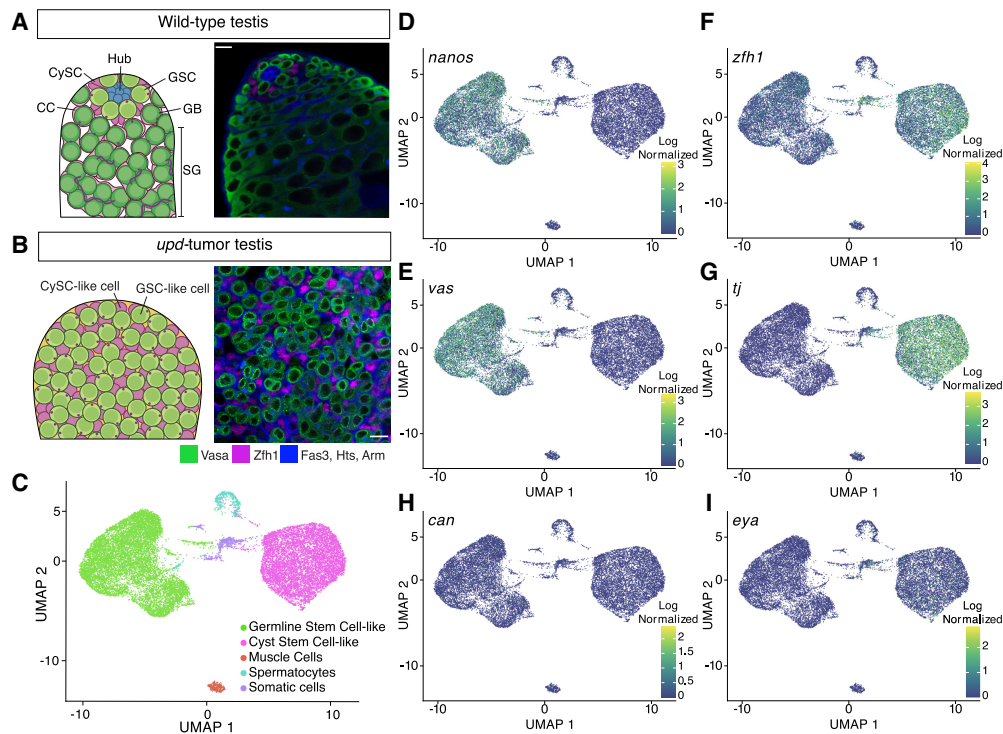 A
Wild-type testis
Hub
CySC
GSC
CC
GB
SG
B
upd-tumor testis
CySC-like cell
GSC-like cell
Vasa
Zfh1
Fas3, Hts, Arm
C
5
0
-10
UMAP 2
-10
0
10
UMAP 1
Germline Stem Cell-like
Cyst Stem Cell-like
Muscle Cells
Spermatocytes
Somatic cells
D
nanos
5
0
-10
UMAP 2
-10
0
10
UMAP 1
Log
Normalized
3
2
1
0
E
vas
5
0
-10
UMAP 2
-10
0
10
UMAP 1
Log
Normalized
3
2
1
0
H
can
5
0
-10
UMAP 2
-10
0
10
UMAP 1
Log
Normalized
2
1.5
1
0.5
0
F
zfh1
5
0
-10
UMAP 2
-10
0
10
UMAP 1
Log
Normalized
4
3
2
1
0
G
tj
5
0
-10
UMAP 2
-10
0
10
UMAP 1
Log
Normalized
4
3
2
1
0
I
eya
5
0
-10
UMAP 2
-10
0
10
UMAP 1
Log
Normalized
2
1
0